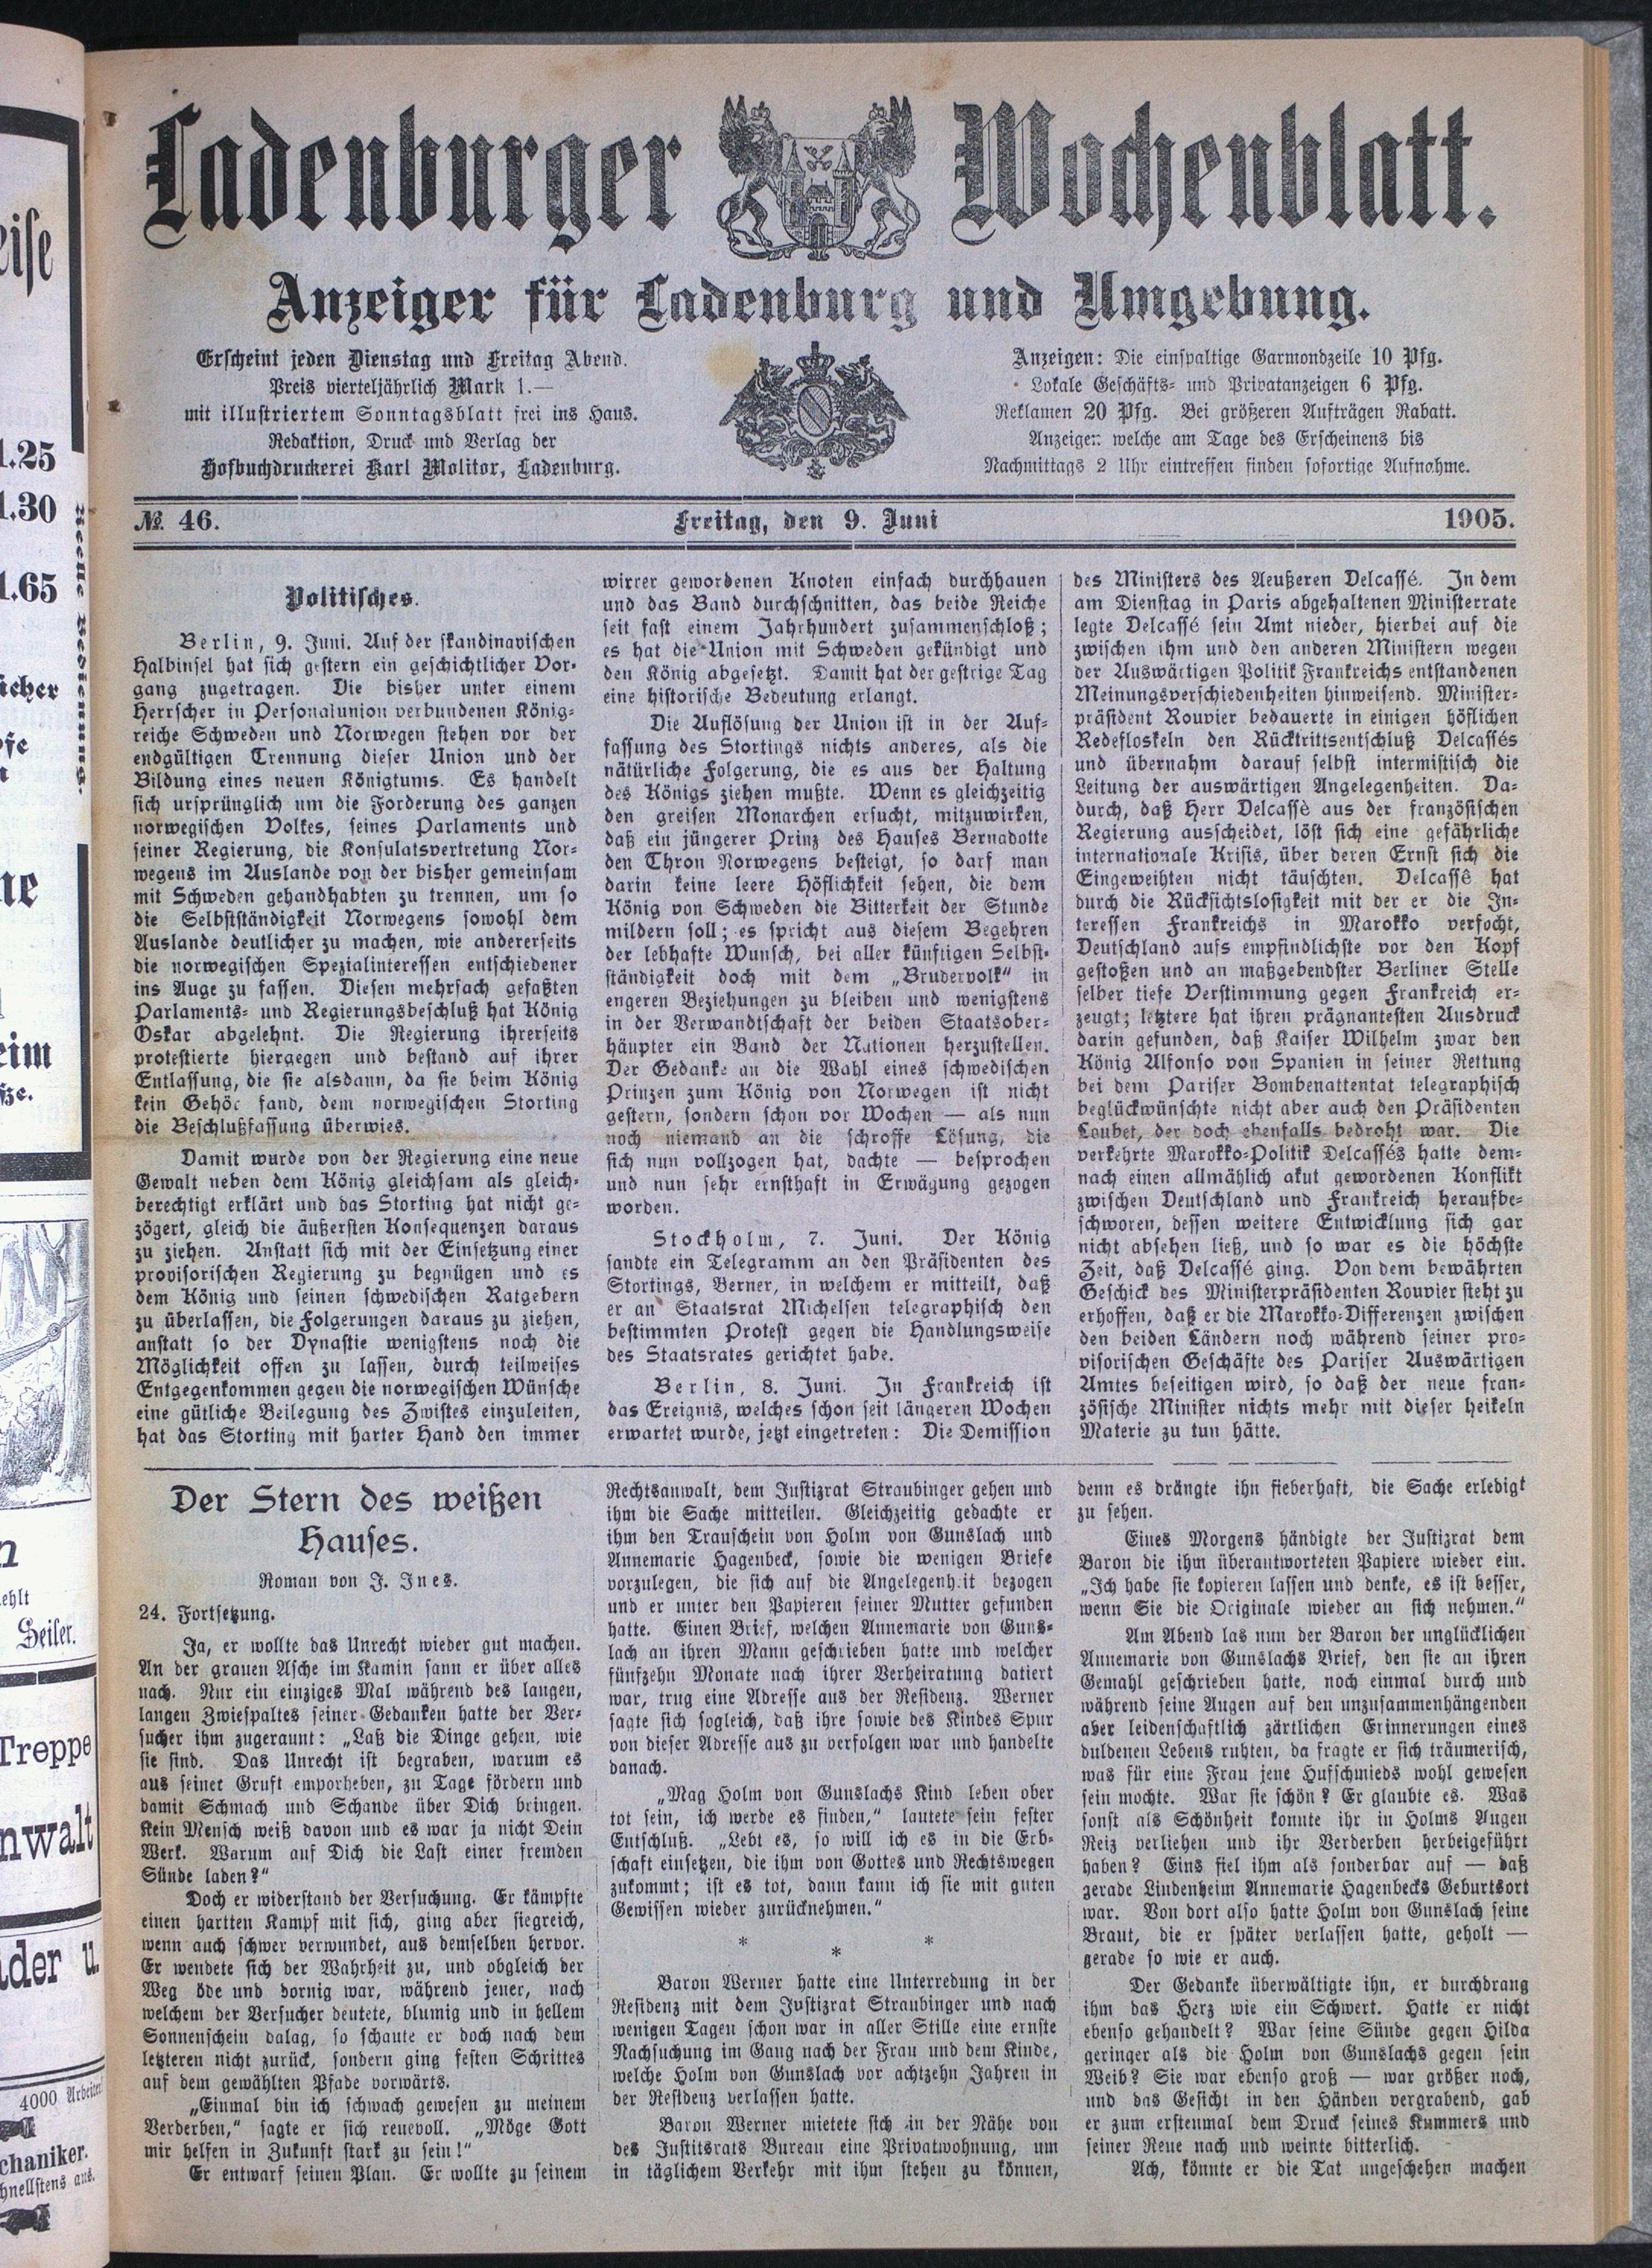 Ladenburger Wochenblatt.
Anzeiger für Ladenburg und Umgebung.
Erscheint jeden Dienstag und Freitag Abend.
Preis vierteljährlich Mark 1.—
mit illustriertem Sonntagsblatt frei ins Haus.
Redaktion, Druck und Verlag der
Hofbuchdruckerei Karl Molitor, Ladenburg.
Anzeigen: Die einspaltige Garmondzeile 10 Pfg.
Lokale Geschäfts- und Privatanzeigen 6 Pfg.
Reklamen 20 Pfg. Bei größeren Aufträgen Rabatt.
Anzeigen welche am Tage des Erscheinens bis
Nachmittags 2 Uhr eintreffen finden sofortige Aufnahme.
№ 46. Freitag, den 9. Juni 1905.
Politisches.
Berlin, 9. Juni. Auf der skandinavischen
Halbinsel hat sich gestern ein geschichtlicher Vor-
gang zugetragen. Die bisher unter einem
Herrscher in Personalunion verbundenen König-
reiche Schweden und Norwegen stehen vor der
endgültigen Trennung dieser Union und der
Bildung eines neuen Königtums. Es handelt
sich ursprünglich um die Forderung des ganzen
norwegischen Volkes, seines Parlaments und
seiner Regierung, die Konsulatsvertretung Nor-
wegens im Auslande von der bisher gemeinsam
mit Schweden gehandhabten zu trennen, um so
die Selbstständigkeit Norwegens sowohl dem
Auslande deutlicher zu machen, wie andererseits
die norwegischen Spezialinteressen entschiedener
ins Auge zu fassen. Diesen mehrfach gefaßten
Parlaments- und Regierungsbeschluß hat König
Oskar abgelehnt. Die Regierung ihrerseits
protestierte hiergegen und bestand auf ihrer
Entlassung, die sie alsdann, da sie beim König
kein Gehör fand, dem norwegischen Storting
die Beschlußfassung überwies.
Damit wurde von der Regierung eine neue
Gewalt neben dem König gleichsam als gleich-
berechtigt erklärt und das Storting hat nicht ge-
zögert, gleich die äußersten Konsequenzen daraus
zu ziehen. Anstatt sich mit der Einsetzung einer
provisorischen Regierung zu begnügen und es
dem König und seinen schwedischen Ratgebern
zu überlassen, die Folgerungen daraus zu ziehen,
anstatt so der Dynastie wenigstens noch die
Möglichkeit offen zu lassen, durch teilweises
Entgegenkommen gegen die norwegischen Wünsche
eine gütliche Beilegung des Zwistes einzuleiten,
hat das Storting mit harter Hand den immer
wirrer gewordenen Knoten einfach durchhauen
und das Band durchschnitten, das beide Reiche
seit fast einem Jahrhundert zusammenschloß;
es hat die Union mit Schweden gekündigt und
den König abgesetzt. Damit hat der gestrige Tag
eine historische Bedeutung erlangt.
Die Auflösung der Union ist in der Auf-
fassung des Stortings nichts anderes, als die
nätürliche Folgerung, die es aus der Haltung
des Königs ziehen mußte. Wenn es gleichzeitig
den greisen Monarchen ersucht, mitzuwirken,
daß ein jüngerer Prinz des Hauses Bernadotte
den Thron Norwegens besteigt, so darf man
darin keine leere Höflichkeit sehen, die dem
König von Schweden die Bitterkeit der Stunde
mildern soll; es spricht aus diesem Begehren
der lebhafte Wunsch, bei aller künftigen Selbst-
ständigkeit doch mit dem „Brudervolk“ in
engeren Beziehungen zu bleiben und wenigstens
in der Verwandtschaft der beiden Staatsober-
häupter ein Band der Nationen herzustellen.
Der Gedanke an die Wahl eines schwedischen
Prinzen zum König von Norwegen ist nicht
gestern, sondern schon vor Wochen — als nun
noch niemand an die schroffe Lösung, die
sich nun vollzogen hat, dachte — besprochen
und nun sehr ernsthaft in Erwägung gezogen
worden.
Stockholm, 7. Juni. Der König
sandte ein Telegramm an den Präsidenten des
Stortings, Berner, in welchem er mitteilt, daß
er an Staatsrat Michelsen telegraphisch den
bestimmten Protest gegen die Handlungsweise
des Staatsrates gerichtet habe.
Berlin, 8. Juni. In Frankreich ist
das Ereignis, welches schon seit längeren Wochen
erwartet wurde, jetzt eingetreten: Die Demission
des Ministers des Aeußeren Delcassé. In dem
am Dienstag in Paris abgehaltenen Ministerrate
legte Delcassé sein Amt nieder, hierbei auf die
zwischen ihm und den anderen Ministern wegen
der Auswärtigen Politik Frankreichs entstandenen
Meinungsverschiedenheiten hinweisend. Minister-
präsident Rouvier bedauerte in einigen höflichen
Redefloskeln den Rücktrittsentschluß Delcassés
und übernahm darauf selbst intermistisch die
Leitung der auswärtigen Angelegenheiten. Da-
durch, daß Herr Delcassè aus der französischen
Regierung ausscheidet, löst sich eine gefährliche
internationale Krisis, über deren Ernst sich die
Eingeweihten nicht täuschten. Delcassê hat
durch die Rücksichtslosigkeit mit der er die In-
teressen Frankreichs in Marokko verfocht,
Deutschland aufs empfindlichste vor den Kopf
gestoßen und an maßgebendster Berliner Stelle
selber tiefe Verstimmung gegen Frankreich er-
zeugt; letztere hat ihren prägnantesten Ausdruck
darin gefunden, daß Kaiser Wilhelm zwar den
König Alfonso von Spanien in seiner Rettung
bei dem Pariser Bombenattentat telegraphisch
beglückwünschte nicht aber auch den Präsidenten
Loubet, der doch ebenfalls bedroht war. Die
verkehrte Marokko-Politik Delcassés hatte dem-
nach einen allmählich akut gewordenen Konflikt
zwischen Deutschland und Frankreich heraufbe-
schworen, dessen weitere Entwicklung sich gar
nicht absehen ließ, und so war es die höchste
Zeit, daß Delcassé ging. Von dem bewährten
Geschick des Ministerpräsidenten Rouvier steht zu
erhoffen, daß er die Marokko-Differenzen zwischen
den beiden Ländern noch während seiner pro-
visorischen Geschäfte des Pariser Auswärtigen
Amtes beseitigen wird, so daß der neue fran-
zösische Minister nichts mehr mit dieser heikeln
Materie zu tun hätte.
Der Stern des weißen
Hauses.
Roman von J. Ines.
24. Fortsetzung.
Ja, er wollte das Unrecht wieder gut machen.
An der grauen Asche im Kamin sann er über alles
nach. Nur ein einziges Mal während des langen,
langen Zwiespaltes seiner Gedanken hatte der Ver-
sucher ihm zugeraunt: „Laß die Dinge gehen, wie
sie sind. Das Unrecht ist begraben, warum es
aus seiner Gruft emporheben, zu Tage fördern und
damit Schmach und Schande über Dich bringen.
Kein Mensch weiß davon und es war ja nicht Dein
Werk. Warum auf Dich die Last einer fremden
Sünde laden?“
Doch er widerstand der Versuchung. Er kämpfte
einen hartten Kampf mit sich, ging aber siegreich,
wenn auch schwer verwundet, aus demselben hervor.
Er wendete sich der Wahrheit zu, und obgleich der
Weg öde und dornig war, während jener, nach
welchem der Versucher deutete, blumig und in hellem
Sonnenschein dalag, so schaute er doch nach dem
letzteren nicht zurück, sondern ging festen Schrittes
auf dem gewählten Pfade vorwärts.
„Einmal bin ich schwach gewesen zu meinem
Verderben,“ sagte er sich reuevoll. „Möge Gott
mir helfen in Zukunft stark zu sein!“
Er entwarf seinen Plan. Er wollte zu seinem
Rechtsanwalt, dem Justizrat Straubinger gehen und
ihm die Sache mitteilen. Gleichzeitig gedachte er
ihm den Trauschein von Holm von Gunslach und
Annemarie Hagenbeck, sowie die wenigen Briefe
vorzulegen, die sich auf die Angelegenheit bezogen
und er unter den Papieren seiner Mutter gefunden
hatte. Einen Brief, welchen Annemarie von Guns-
lach an ihren Mann geschrieben hatte und welcher
fünfzehn Monate nach ihrer Verheiratung datiert
war, trug eine Adresse aus der Residenz. Werner
sagte sich sogleich, daß ihre sowie des Kindes Spur
von dieser Adresse aus zu verfolgen war und handelte
danach.
„Mag Holm von Gunslachs Kind leben ober
tot sein, ich werde es finden,“ lautete sein fester
Entschluß. „Lebt es, so will ich es in die Erb-
schaft einsetzen, die ihm von Gottes und Rechtswegen
zukommt; ist es tot, dann kann ich sie mit guten
Gewissen wieder zurücknehmen.“
* * *
Baron Werner hatte eine Unterredung in der
Residenz mit dem Justizrat Straubinger und nach
wenigen Tagen schon war in aller Stille eine ernste
Nachsuchung im Gang nach der Frau und dem Kinde,
welche Holm von Gunslach vor achtzehn Jahren in
der Residenz verlassen hatte.
Baron Werner mietete sich in der Nähe von
des Justitsrats Bureau eine Privatwohnung, um
in täglichem Verkehr mit ihm stehen zu können,
denn es drängte ihn fieberhaft, die Sache erledigt
zu sehen.
Eines Morgens händigte der Justizrat dem
Baron die ihm überantworteten Papiere wieder ein.
„Ich habe sie kopieren lassen und denke, es ist besser,
wenn Sie die Originale wieder an sich nehmen.“
Am Abend las nun der Baron der unglücklichen
Annemarie von Gunslachs Brief, den sie an ihren
Gemahl geschrieben hatte, noch einmal durch und
während seine Augen auf den unzusammenhängenden
aber leidenschaftlich zärtlichen Erinnerungen eines
duldenen Lebens ruhten, da fragte er sich träumerisch,
was für eine Frau jene Hufschmieds wohl gewesen
sein mochte. War sie schön? Er glaubte es. Was
sonst als Schönheit konnte ihr in Holms Augen
Reiz verliehen und ihr Verderben herbeigeführt
haben? Eins fiel ihm als sonderbar auf — daß
gerade Lindenheim Annemarie Hagenbecks Geburtsort
war. Von dort also hatte Holm von Gunslach seine
Braut, die er später verlassen hatte, geholt —
gerade so wie er auch.
Der Gedanke überwältigte ihn, er durchdrang
ihm das Herz wie ein Schwert. Hatte er nicht
ebenso gehandelt? War seine Sünde gegen Hilda
geringer als die Holm von Gunslachs gegen sein
Weib? Sie war ebenso groß — war größer noch,
und das Gesicht in den Händen vergrabend, gab
er zum erstenmal dem Druck seines Kummers und
seiner Reue nach und weinte bitterlich.
Ach, könnte er die Tat ungeschehen machen
eise
1.25
1.30
1.65
Reelle Bedienung.
eim
Seiler.
Treppe
nwalt
4000 Arbeiter
chaniker.